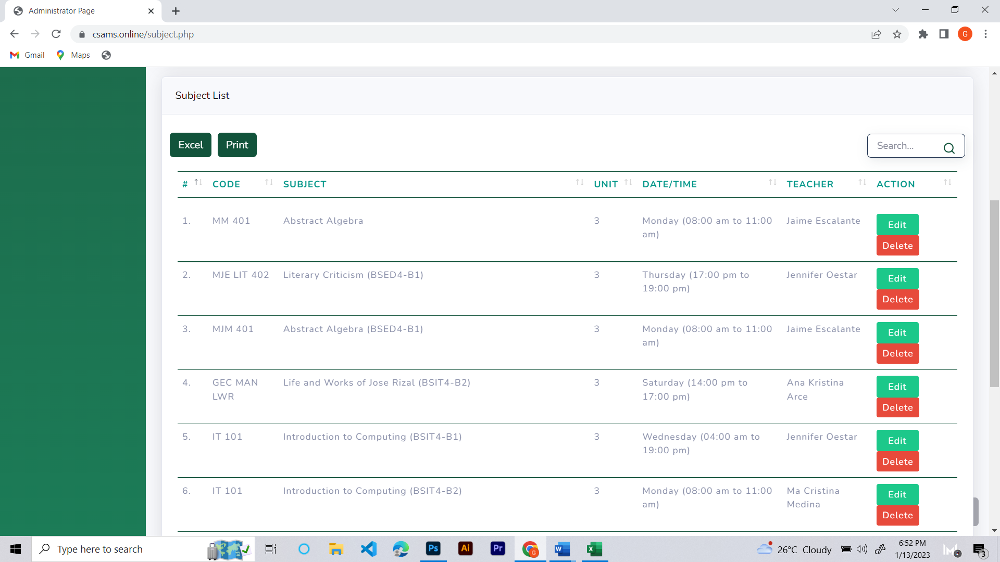 Administrator Page
csams.online/subject.php
G
Gmail
Maps
Subject List
Excel
Print
Search...
# CODE SUBJECT UNIT DATE/TIME TEACHER ACTION
1. MM 401 Abstract Algebra 3 Monday (08:00 am to 11:00 Jaime Escalante Edit
am)
Delete
2. MJE LIT 402 Literary Criticism (BSED4-B1) 3 Thursday (17:00 pm to Jennifer Oestar Edit
19:00 pm)
Delete
3. MJM 401 Abstract Algebra (BSED4-B1) 3 Monday (08:00 am to 11:00 Jaime Escalante Edit
am)
Delete
4. GEC MAN Life and Works of Jose Rizal (BSIT4-B2) 3 Saturday (14:00 pm to Ana Kristina Edit
LWR 17:00 pm) Arce
Delete
5. IT 101 Introduction to Computing (BSIT4-B1) 3 Wednesday (04:00 am to Jennifer Oestar Edit
19:00 pm)
Delete
6. IT 101 Introduction to Computing (BSIT4-B2) 3 Monday (08:00 am to 11:00 Ma Cristina Edit
am) Medina
Delete
Type here to search
Ps
Ai
Pr
G
W
X
26°C Cloudy
6:52 PM
1/13/2023
3
3